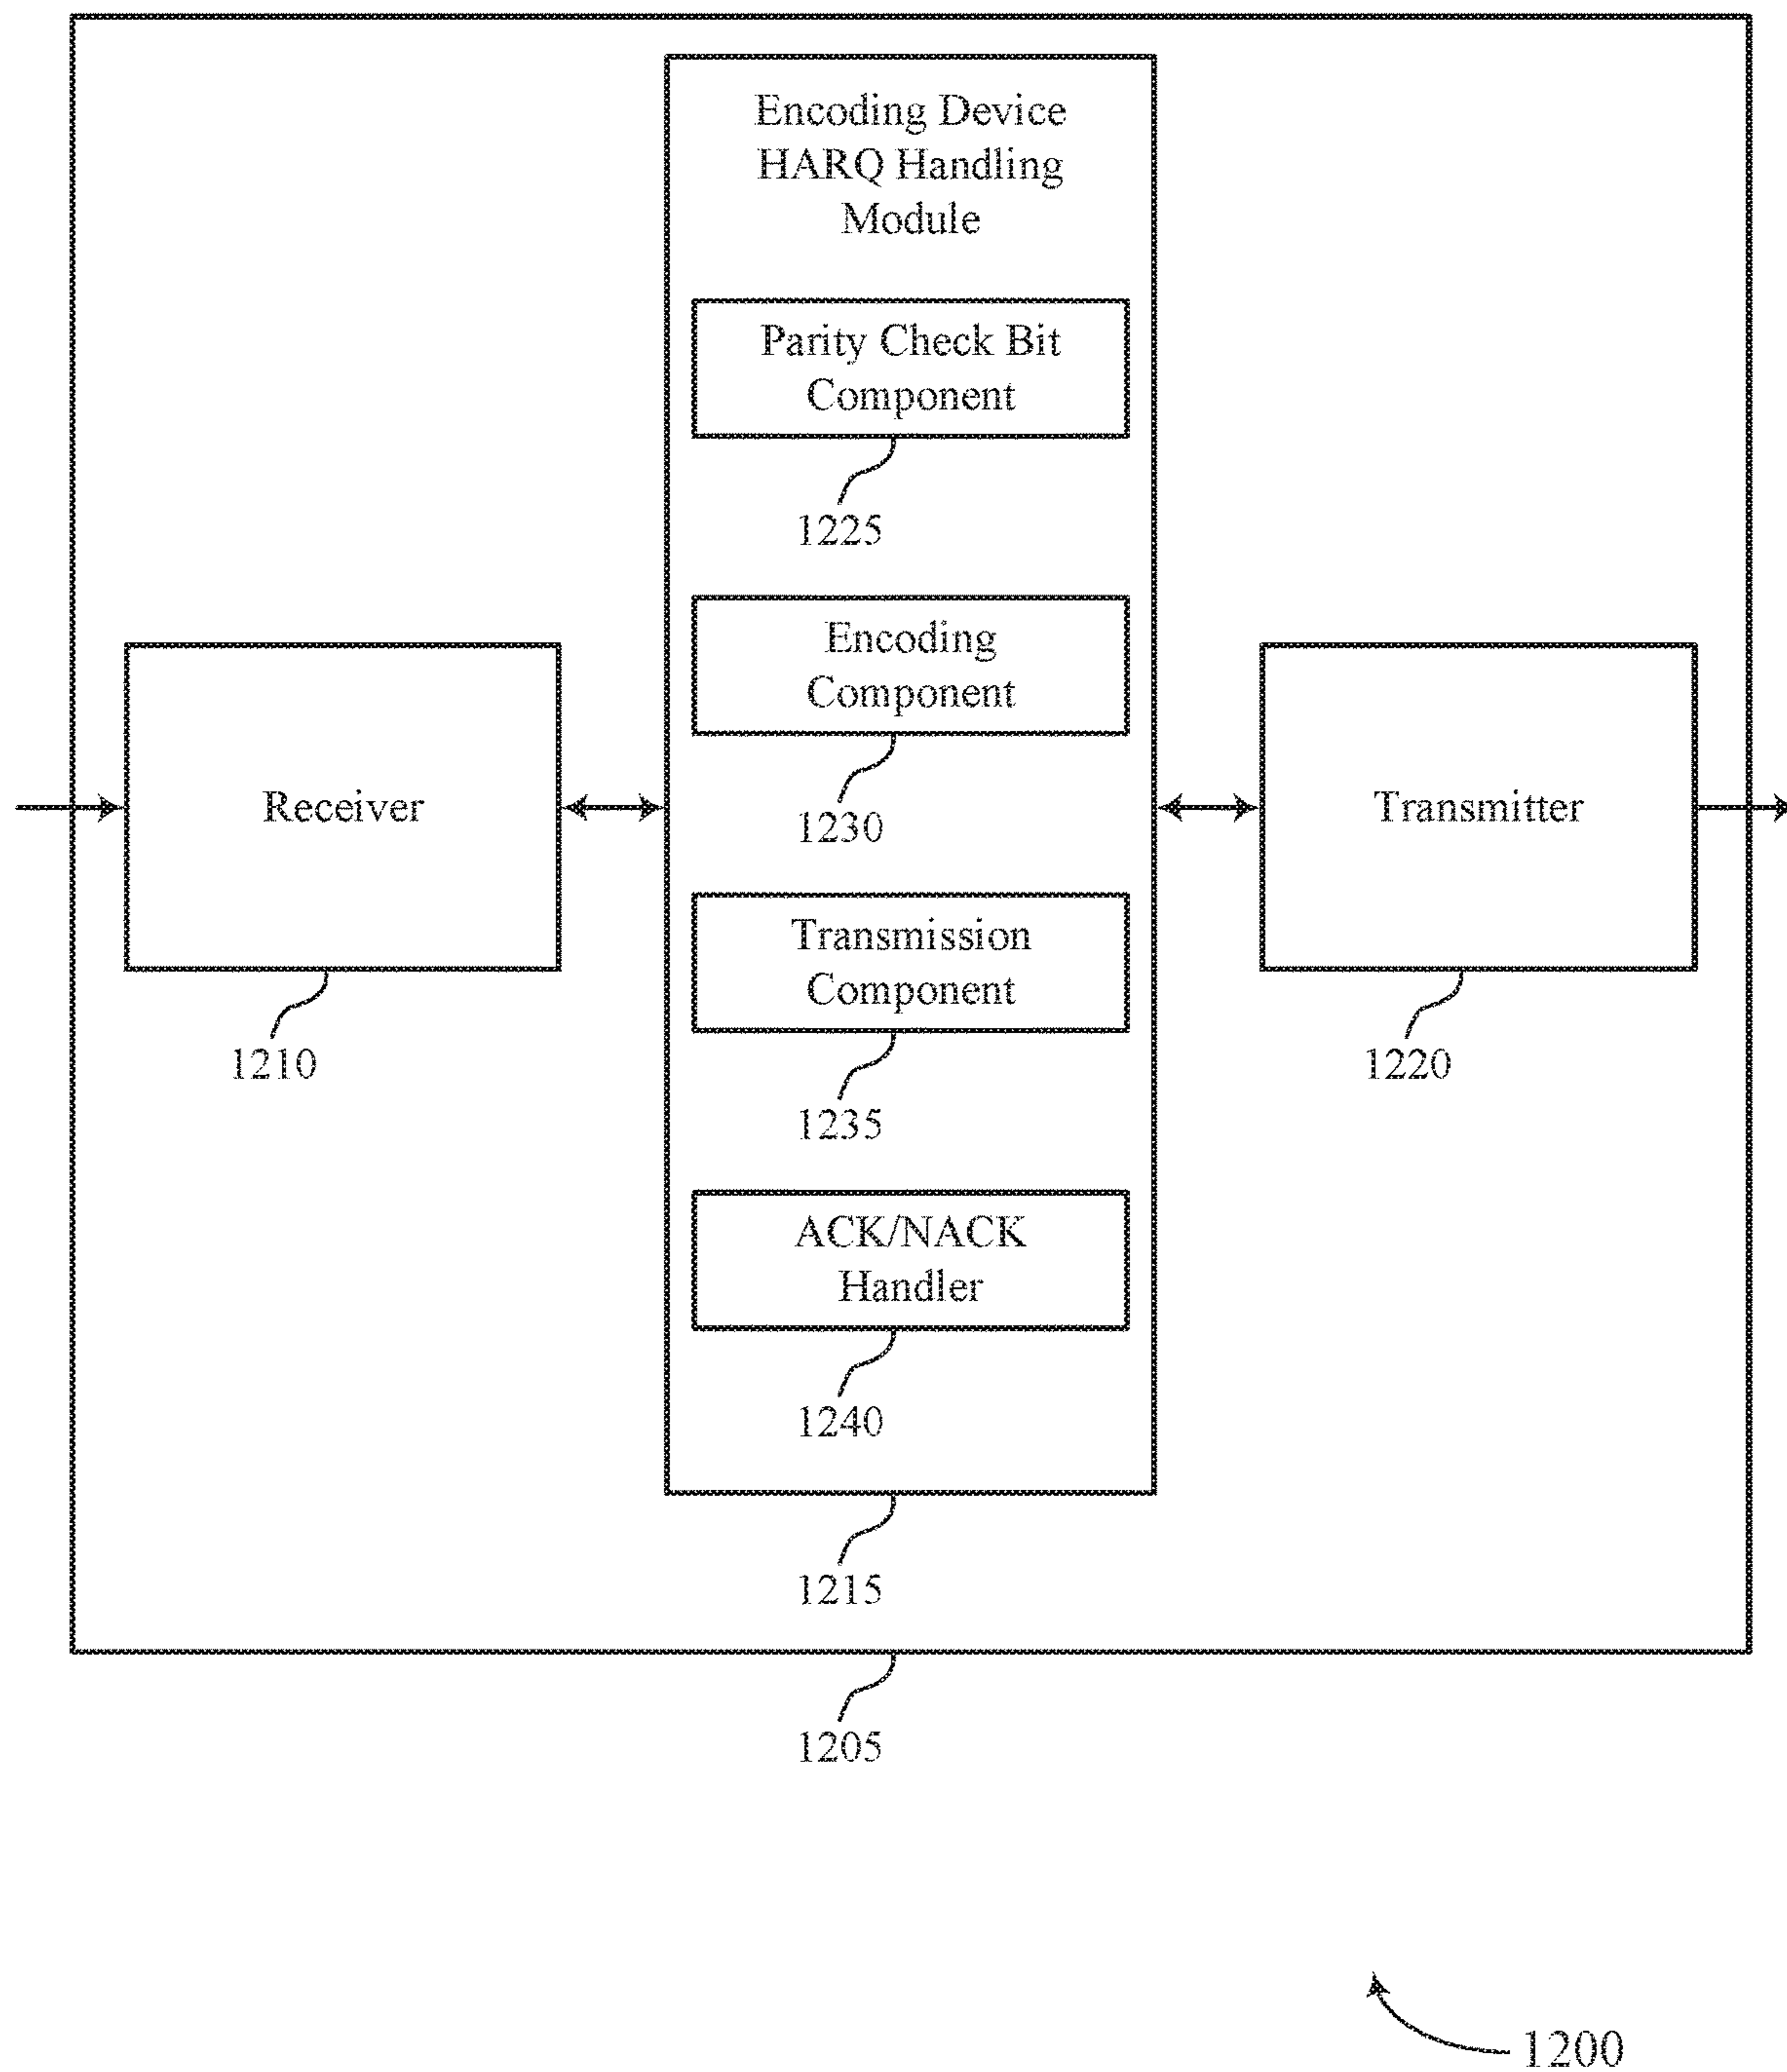 Encoding Device
HARQ Handling
Module
Parity Check Bit
Component
1225
Encoding
Component
1230
Receiver
1210
Transmitter
1220
Transmission
Component
1235
ACK/NACK
Handler
1240
1215
1205
1200